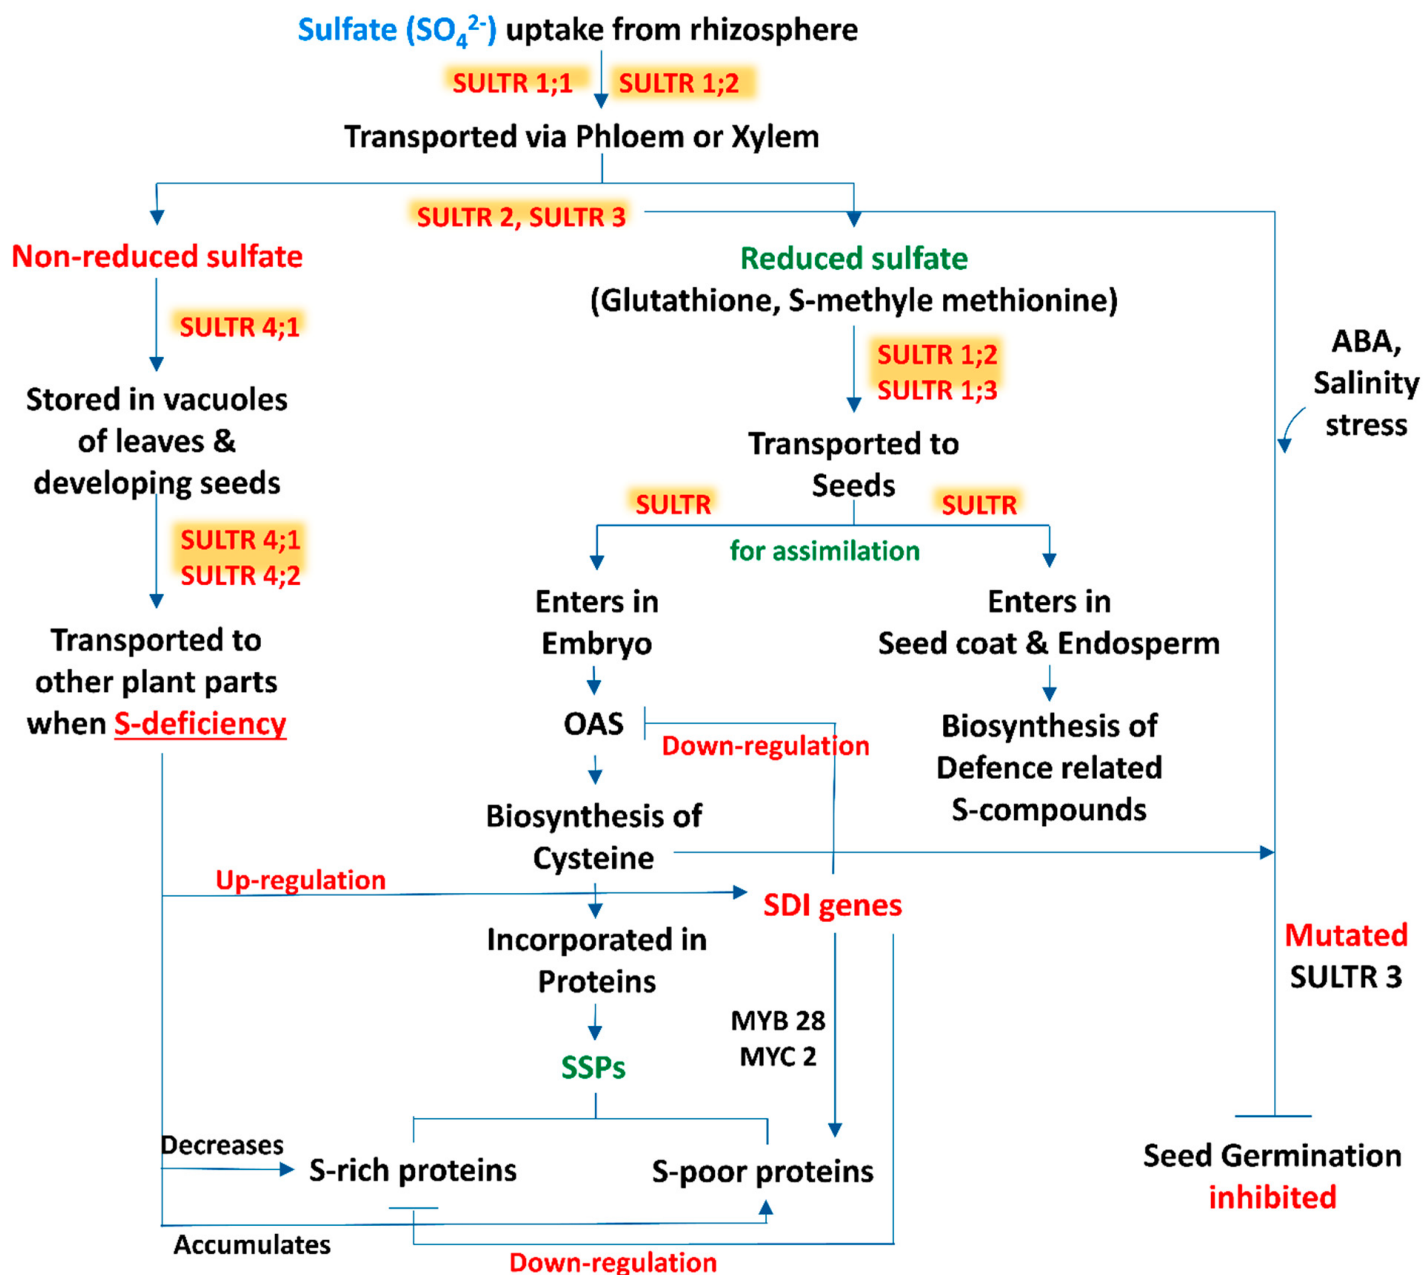 Sulfate (SO₄²⁻) uptake from rhizosphere
SULTR 1;1
SULTR 1;2
Transported via Phloem or Xylem
SULTR 2, SULTR 3
Non-reduced sulfate
Reduced sulfate
(Glutathione, S-methyle methionine)
SULTR 4;1
SULTR 1;2
SULTR 1;3
ABA,
Salinity
stress
Stored in vacuoles
of leaves &
developing seeds
Transported to
Seeds
SULTR
SULTR
for assimilation
SULTR 4;1
SULTR 4;2
Enters in
Embryo
Enters in
Seed coat & Endosperm
Transported to
other plant parts
when S-deficiency
OAS
Down-regulation
Biosynthesis of
Defence related
S-compounds
Biosynthesis of
Cysteine
Up-regulation
SDI genes
Incorporated in
Proteins
Mutated
SULTR 3
MYB 28
MYC 2
SSPs
Decreases
S-rich proteins
S-poor proteins
Seed Germination
inhibited
Accumulates
Down-regulation